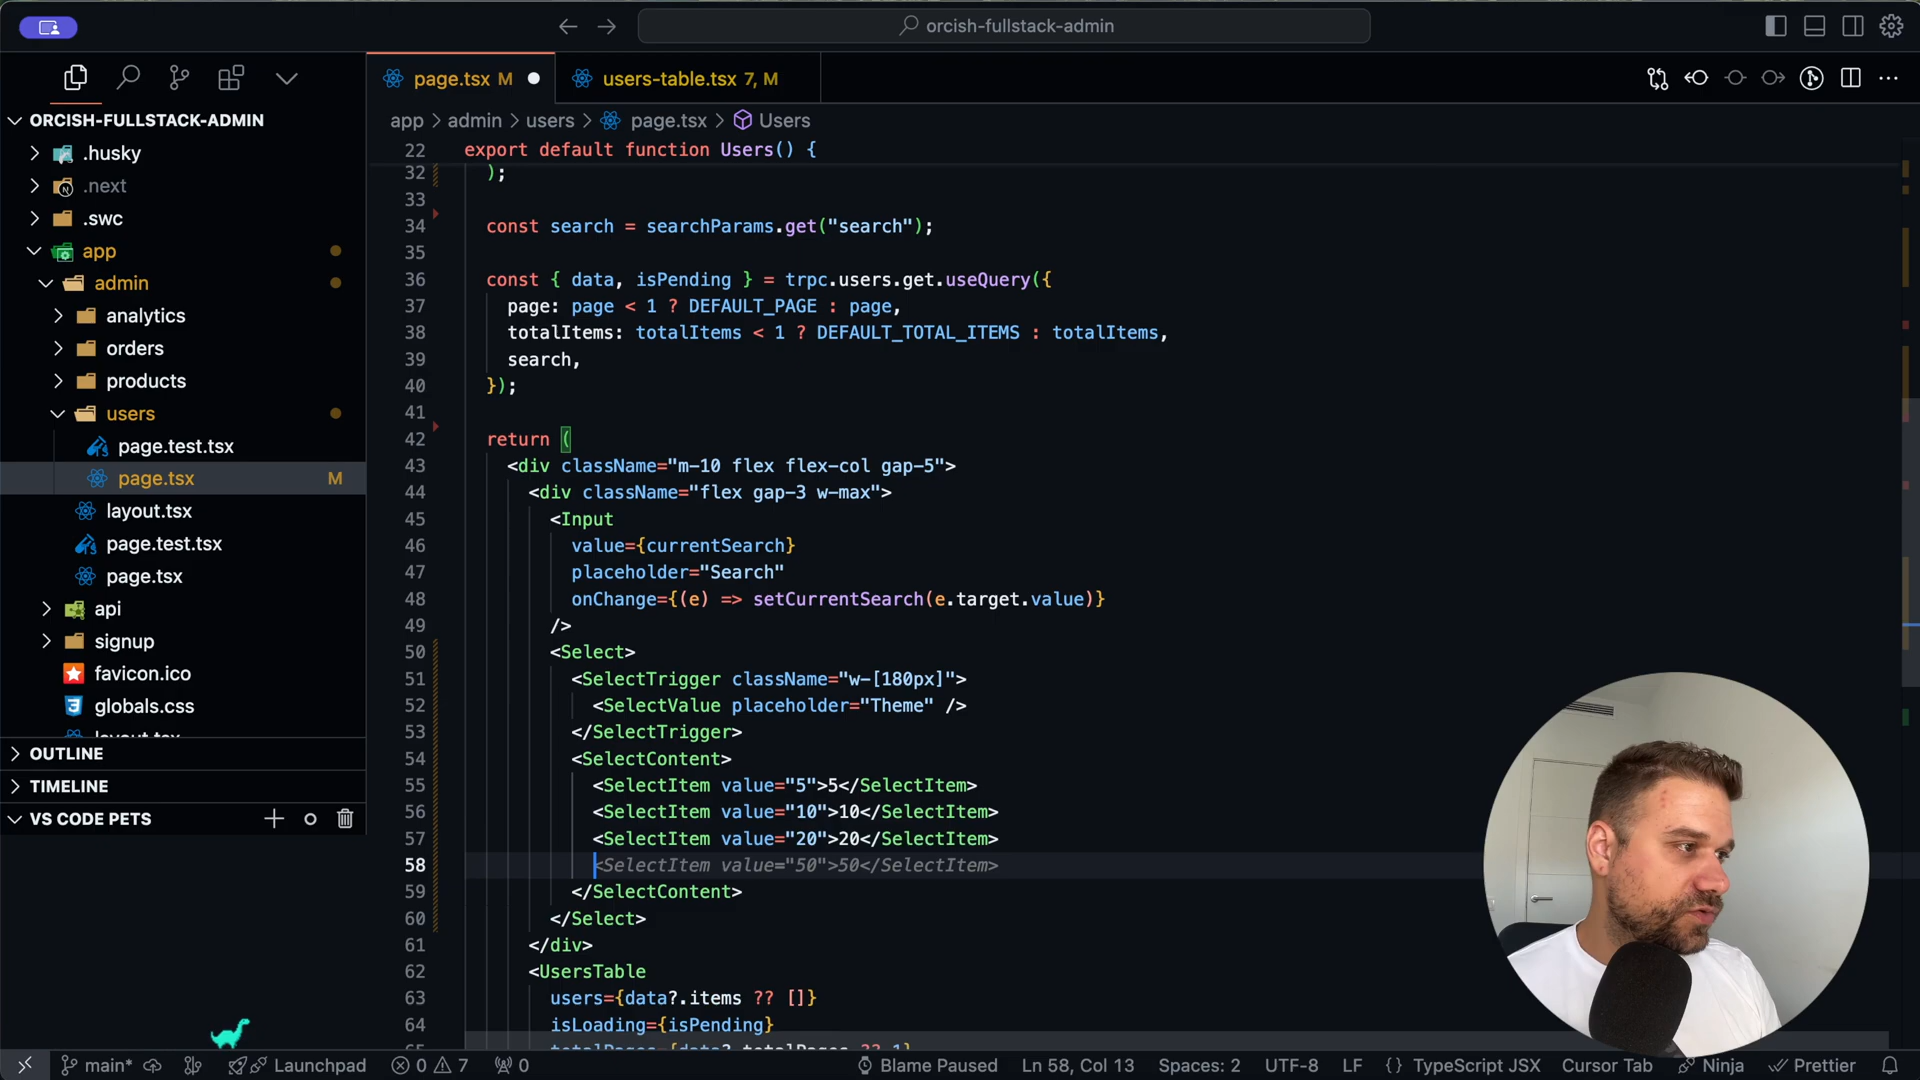 orcish-fullstack-admin
page.tsx M
users-table.tsx 7, M
ORCISH-FULLSTACK-ADMIN
.husky
.next
.swc
app
admin
analytics
orders
products
users
page.test.tsx
page.tsx M
layout.tsx
page.test.tsx
page.tsx
api
signup
favicon.ico
globals.css
layout.tsx
OUTLINE
TIMELINE
VS CODE PETS
app > admin > users > page.tsx > Users
22 export default function Users() {
32 );
33
34 const search = searchParams.get("search");
35
36 const { data, isPending } = trpc.users.get.useQuery({
37 page: page < 1 ? DEFAULT_PAGE : page,
38 totalItems: totalItems < 1 ? DEFAULT_TOTAL_ITEMS : totalItems,
39 search,
40 });
41
42 return (
43 <div className="m-10 flex flex-col gap-5">
44 <div className="flex gap-3 w-max">
45 <Input
46 value={currentSearch}
47 placeholder="Search"
48 onChange={(e) => setCurrentSearch(e.target.value)}
49 />
50 <Select>
51 <SelectTrigger className="w-[180px]">
52 <SelectValue placeholder="Theme" />
53 </SelectTrigger>
54 <SelectContent>
55 <SelectItem value="5">5</SelectItem>
56 <SelectItem value="10">10</SelectItem>
57 <SelectItem value="20">20</SelectItem>
58 <SelectItem value="50">50</SelectItem>
59 </SelectContent>
60 </Select>
61 </div>
62 <UsersTable
63 users={data?.items ?? []}
64 isLoading={isPending}
65 totalPages={data?.totalPages ?? 1}
main* Launchpad 0 7 0 Blame Paused Ln 58, Col 13 Spaces: 2 UTF-8 LF {} TypeScript JSX Cursor Tab Ninja Prettier